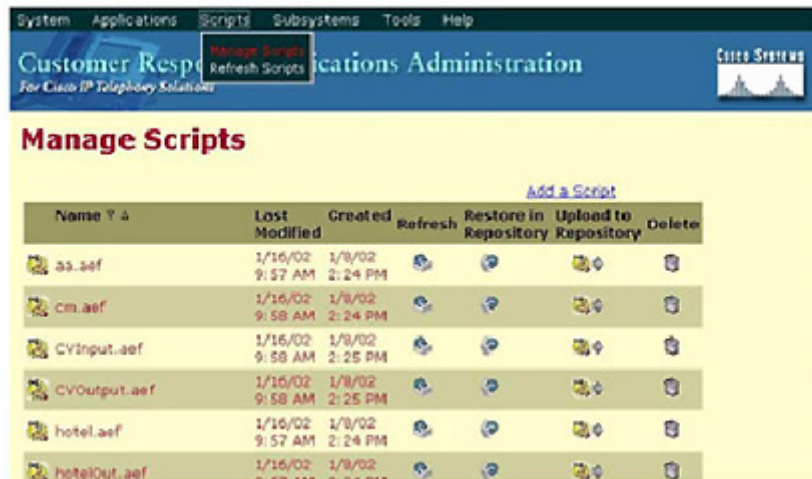 System Applications Scripts Subsystems Tools Help
Manage Scripts
Refresh Scripts
Customer Resp ications Administration
For Cisco IP Telephony Solutions
Cisco Systems
Manage Scripts
Add a Script
Name Last Modified Created Refresh Restore in Repository Upload to Repository Delete
aa.aef 1/16/02 9:57 AM 1/8/02 2:24 PM
cm.aef 1/16/02 9:58 AM 1/8/02 2:24 PM
CVInput.aef 1/16/02 9:58 AM 1/8/02 2:25 PM
CVOutput.aef 1/16/02 9:58 AM 1/8/02 2:25 PM
hotel.aef 1/16/02 9:57 AM 1/8/02 2:24 PM
hotelOut.aef 1/16/02 1/8/02